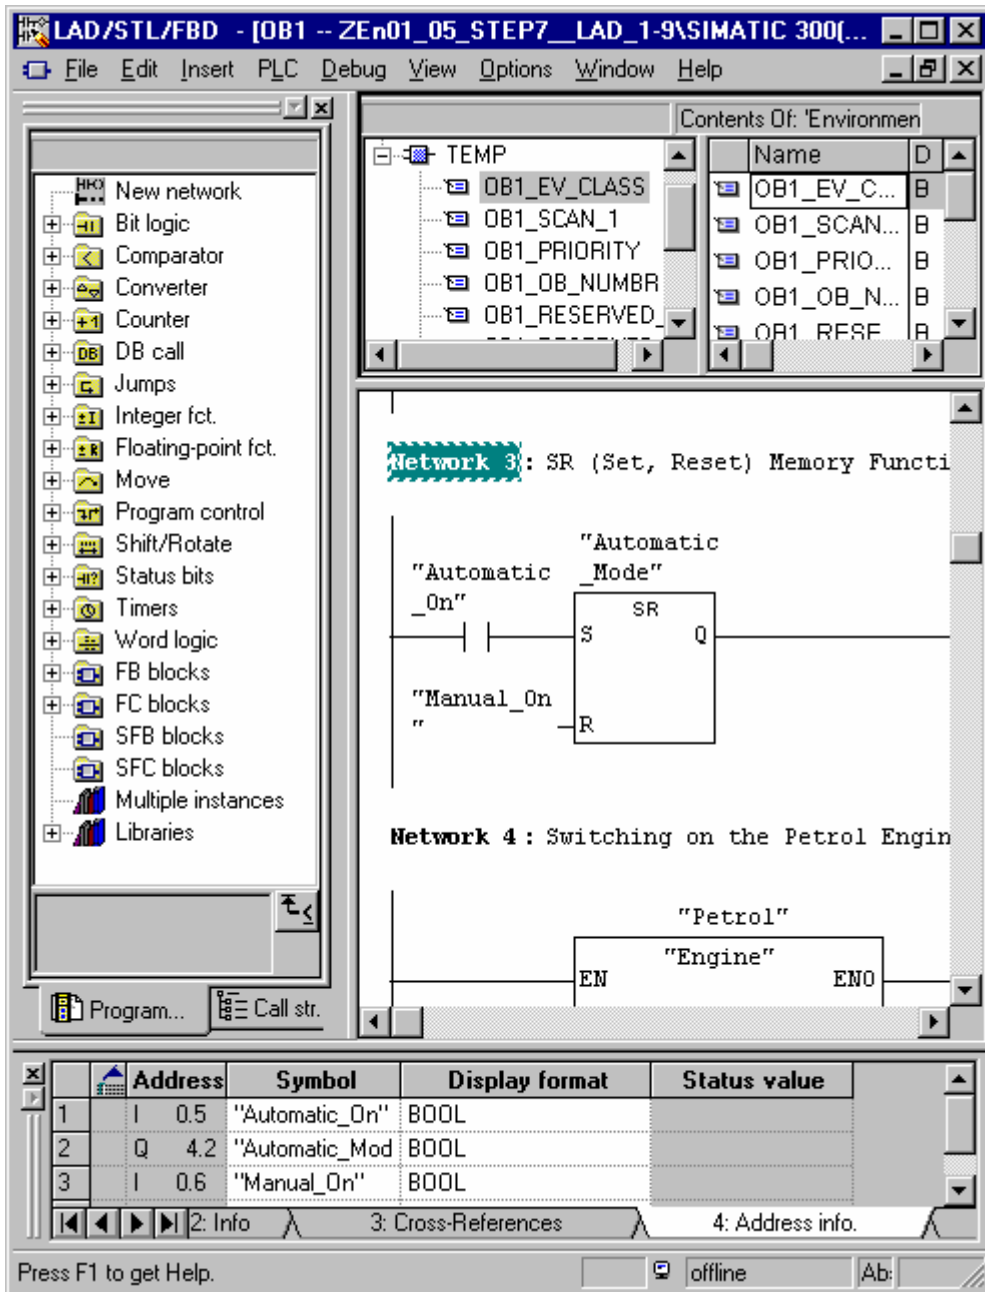 LAD/STL/FBD - [OB1 -- ZEn01_05_STEP7__LAD_1-9\SIMATIC 300(...
File Edit Insert PLC Debug View Options Window Help
New network
Bit logic
Comparator
Converter
Counter
DB call
Jumps
Integer fct.
Floating-point fct.
Move
Program control
Shift/Rotate
Status bits
Timers
Word logic
FB blocks
FC blocks
SFB blocks
SFC blocks
Multiple instances
Libraries
Program...
Call str.
Contents Of: 'Environmen
TEMP
OB1_EV_CLASS
OB1_SCAN_1
OB1_PRIORITY
OB1_OB_NUMBR
OB1_RESERVED_
Name D
OB1_EV_C... B
OB1_SCAN... B
OB1_PRIO... B
OB1_OB_N... B
OB1_RESE B
Network 3: SR (Set, Reset) Memory Functi
"Automatic
_Mode"
"Automatic
_On"
SR
S Q
"Manual_On
"
R
Network 4 : Switching on the Petrol Engin
"Petrol"
"Engine"
EN ENO
Address Symbol Display format Status value
1 I 0.5 "Automatic_On" BOOL
2 Q 4.2 "Automatic_Mod BOOL
3 I 0.6 "Manual_On" BOOL
2: Info 3: Cross-References 4: Address info.
Press F1 to get Help.
offline
Ab